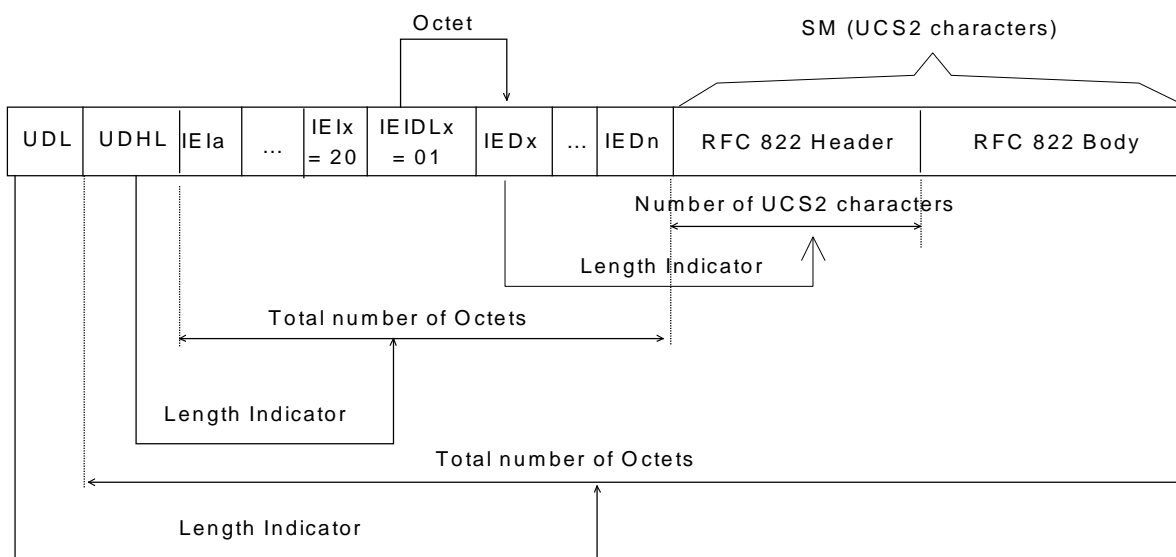 Octet
SM (UCS2 characters)
UDL
UDHL
IEIa
...
IEIx
= 20
IEIDLx
= 01
IEDx
...
IEDn
RFC 822 Header
RFC 822 Body
Number of UCS2 characters
Length Indicator
Total number of Octets
Length Indicator
Total number of Octets
Length Indicator